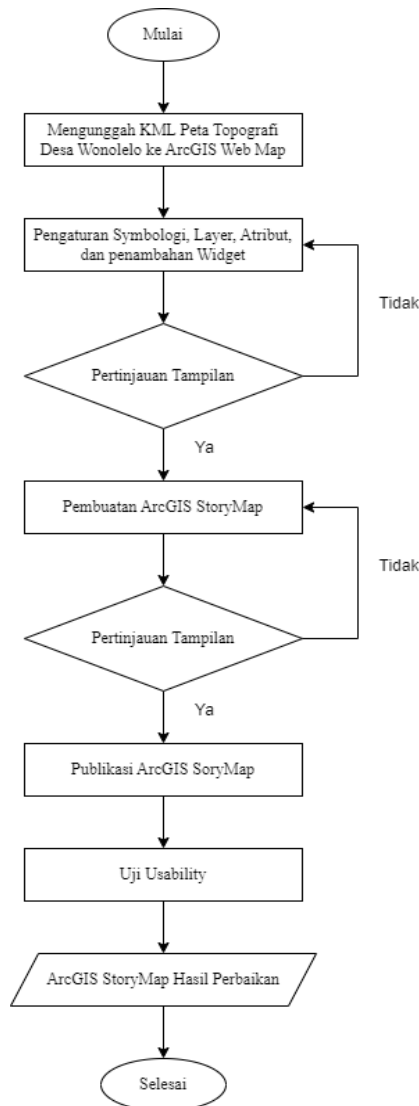 Mulai
Mengunggah KML Peta Topografi
Desa Wonolelo ke ArcGIS Web Map
Pengaturan Symbologi, Layer, Atribut,
dan penambahan Widget
Tidak
Pertinjauan Tampilan
Ya
Pembuatan ArcGIS StoryMap
Tidak
Pertinjauan Tampilan
Ya
Publikasi ArcGIS SoryMap
Uji Usability
ArcGIS StoryMap Hasil Perbaikan
Selesai